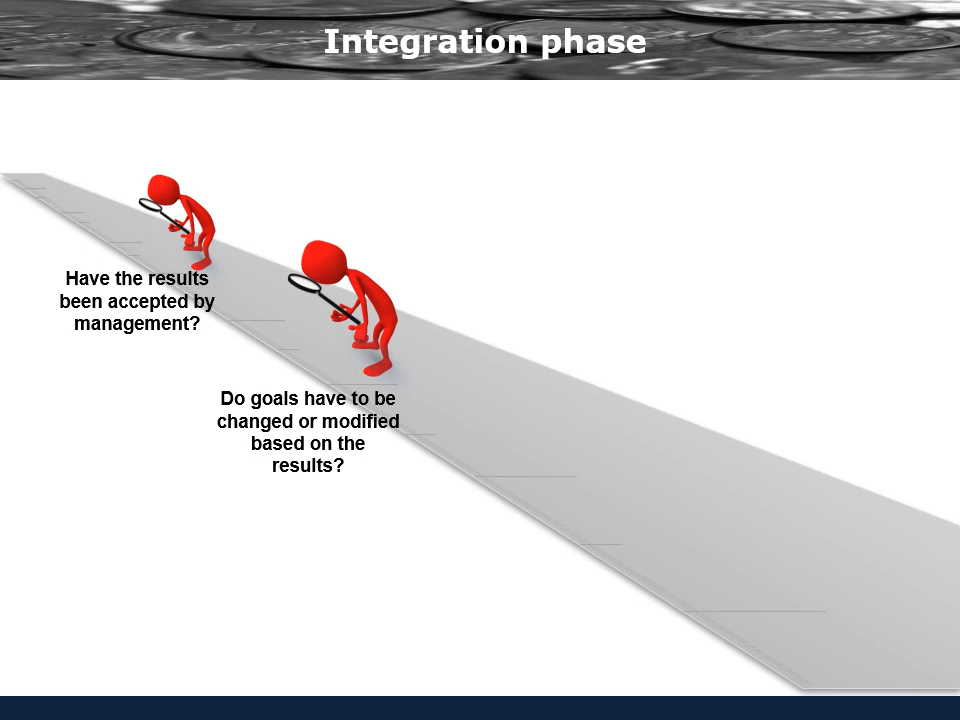 Integration phase
Have the results
been accepted by
management?
Do goals have to be
changed or modified
based on the
results?